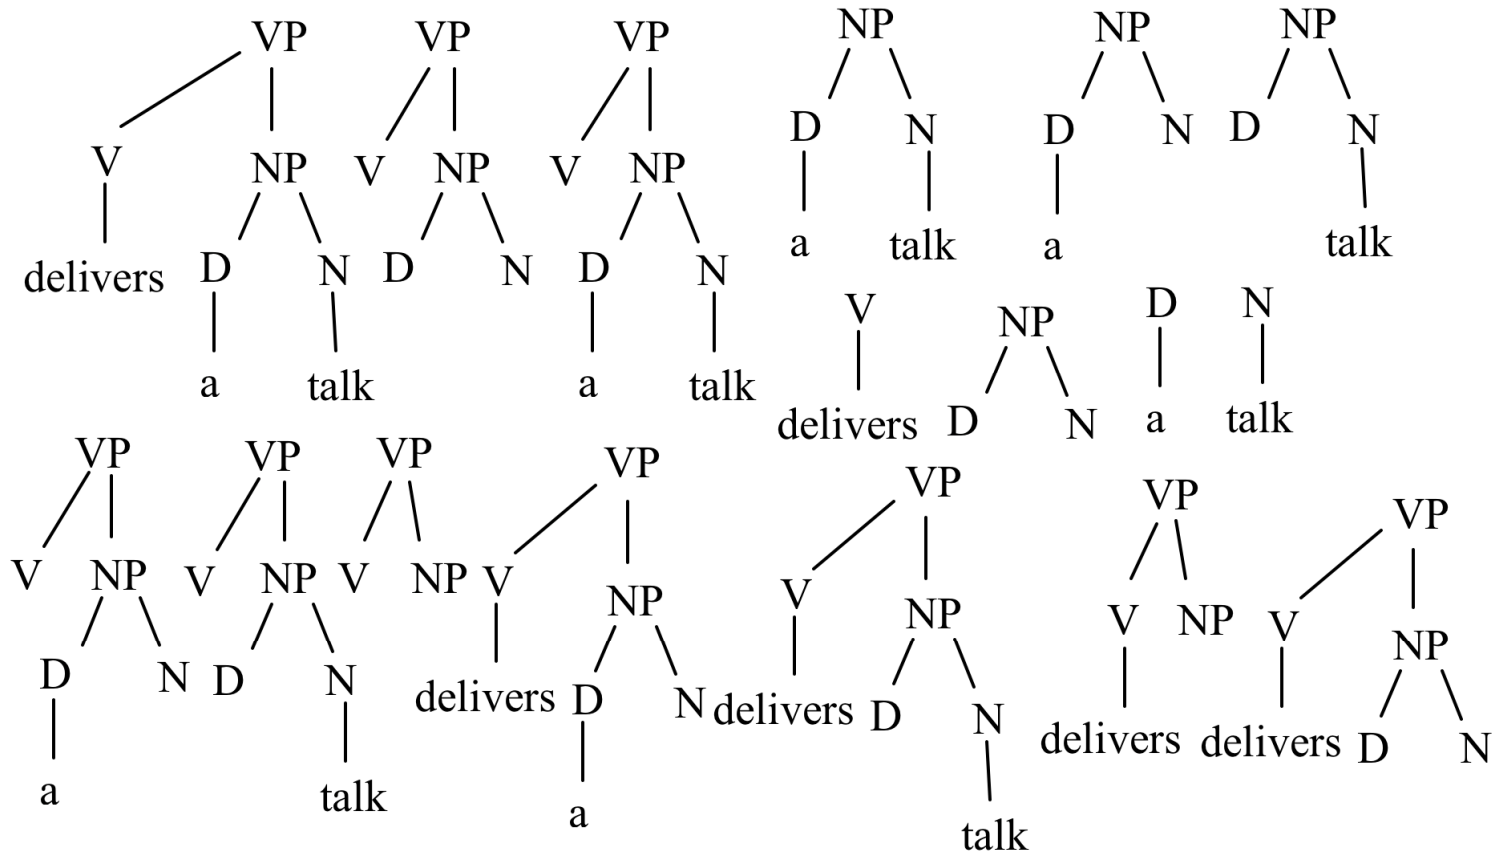 VP VP VP NP NP NP
D N D N D N
V NP V NP V NP
a talk a talk
delivers D N D N D N
V NP D N
a talk a talk
delivers D N a talk
VP VP VP VP VP VP VP
V NP V NP V NP V NP V NP V NP V NP
D N D N delivers D N delivers D N delivers delivers D N
a talk a talk